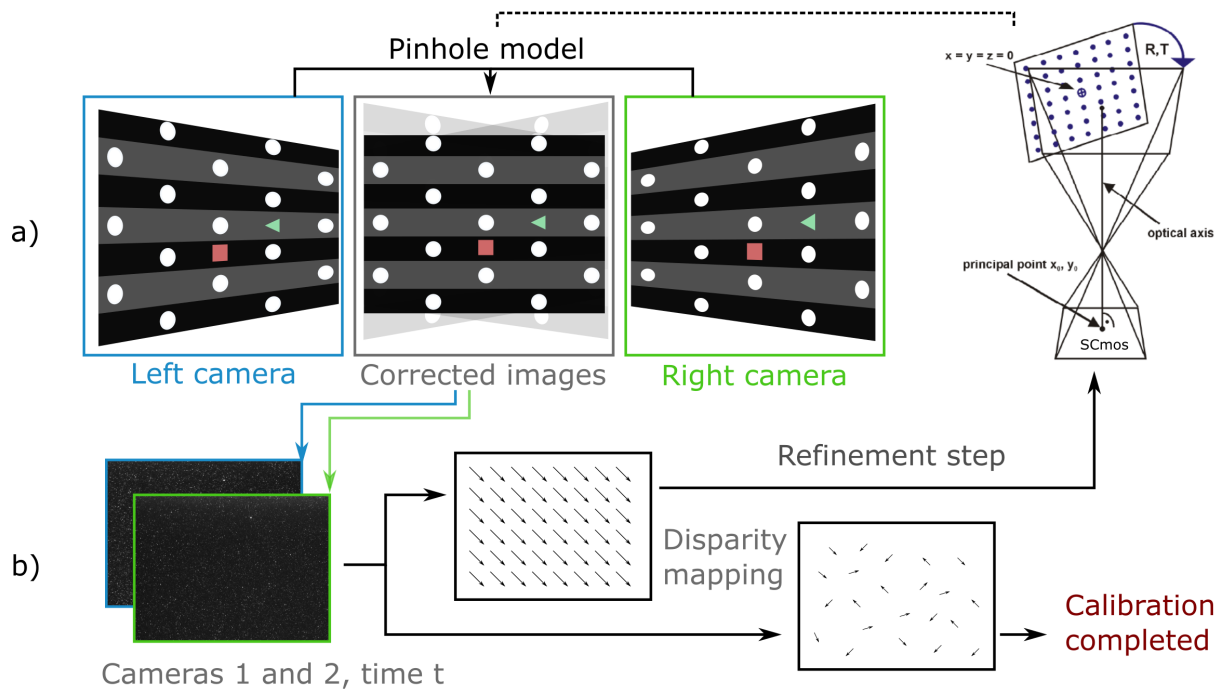 Pinhole model
x = y = z = 0
R,T
a)
optical axis
principal point x₀, y₀
SCmos
Left camera
Corrected images
Right camera
Refinement step
b)
Disparity
mapping
Calibration
completed
Cameras 1 and 2, time t